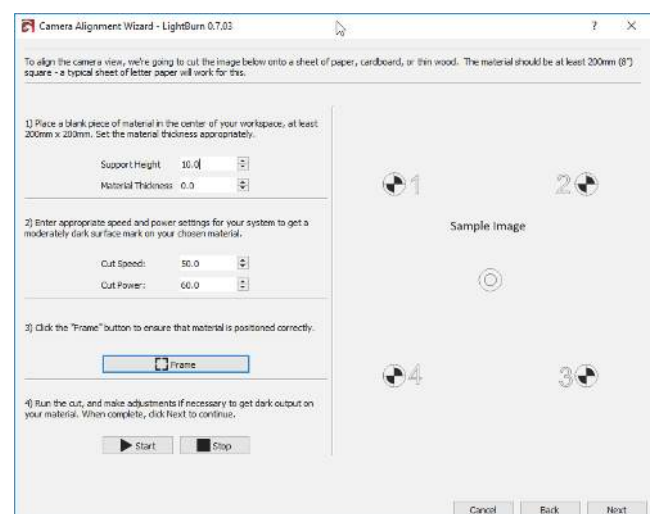 Camera Alignment Wizard - LightBurn 0.7.03
?
To align the camera view, we're going to cut the image below onto a sheet of paper, cardboard, or thin wood. The material should be at least 200mm (8")
square - a typical sheet of letter paper will work for this.
1) Place a blank piece of material in the center of your workspace, at least
200mm x 200mm. Set the material thickness appropriately.
Support Height 10.0
Material Thickness 0.0
1
2
2) Enter appropriate speed and power settings for your system to get a
moderately dark surface mark on your chosen material.
Sample Image
Cut Speed: 50.0
Cut Power: 60.0
3) Click the "Frame" button to ensure that material is positioned correctly.
Frame
4
3
4) Run the cut, and make adjustments if necessary to get dark output on
your material. When complete, click Next to continue.
Start Stop
Cancel Back Next